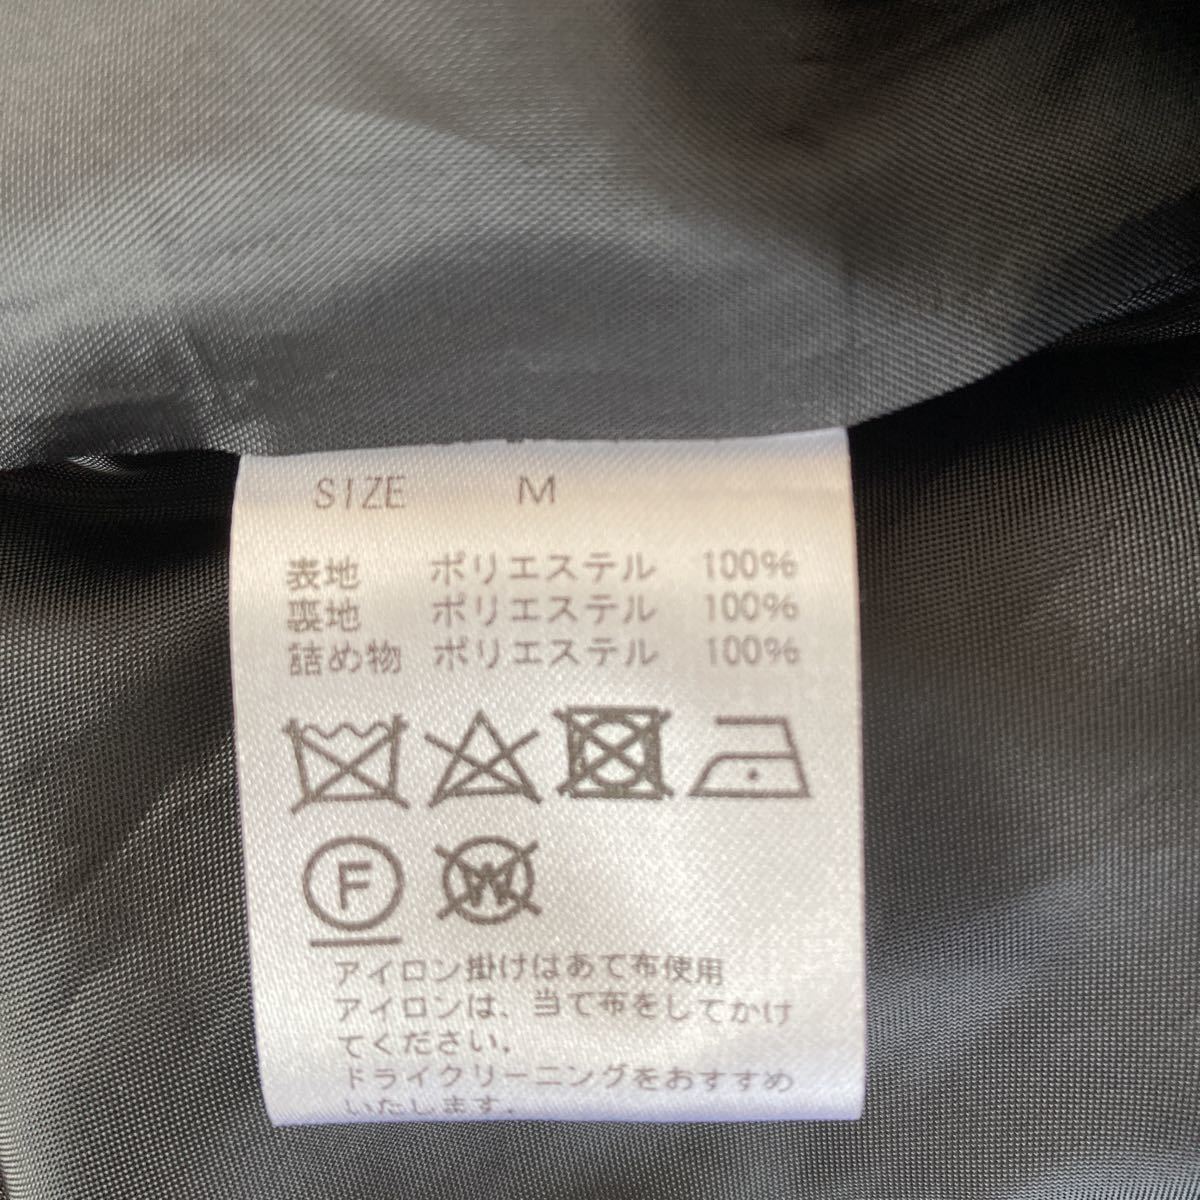 SIZE M
表地 ポリエステル 100%
裏地 ポリエステル 100%
詰め物 ポリエステル 100%
F W
アイロン掛けはあて布使用
アイロンは、当て布をしてかけ
てください.
ドライクリーニングをおすすめ
いたします.